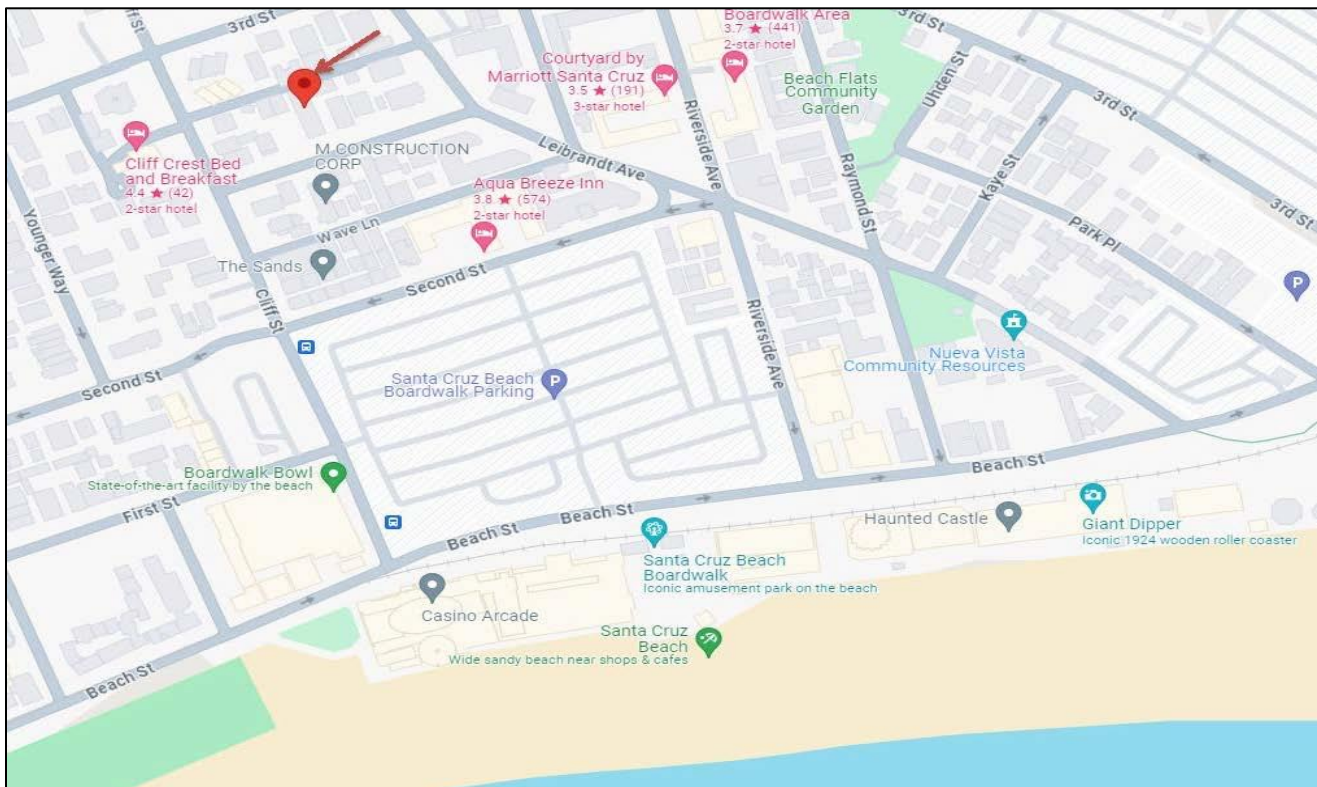 3rd St
Cliff St
Boardwalk Area
3.7 ★ (441)
2-star hotel
3rd St
Courtyard by
Marriott Santa Cruz
3.5 ★ (191)
3-star hotel
Beach Flats
Community
Garden
Uhden St
3rd St
Riverside Ave
Leibrandt Ave
M CONSTRUCTION
CORP
Cliff Crest Bed
and Breakfast
4.4 ★ (42)
2-star hotel
Aqua Breeze Inn
3.8 ★ (574)
2-star hotel
Raymond St
Kaye St
3rd St
Park Pl
Younger Way
Wave Ln
The Sands
Second St
Cliff St
P
Riverside Ave
Nueva Vista
Community Resources
Second St
Santa Cruz Beach
Boardwalk Parking
P
Boardwalk Bowl
State-of-the-art facility by the beach
First St
Beach St
Beach St
Beach St
Haunted Castle
Giant Dipper
Iconic 1924 wooden roller coaster
Santa Cruz Beach
Boardwalk
Iconic amusement park on the beach
Casino Arcade
Santa Cruz
Beach
Wide sandy beach near shops & cafes
Beach St